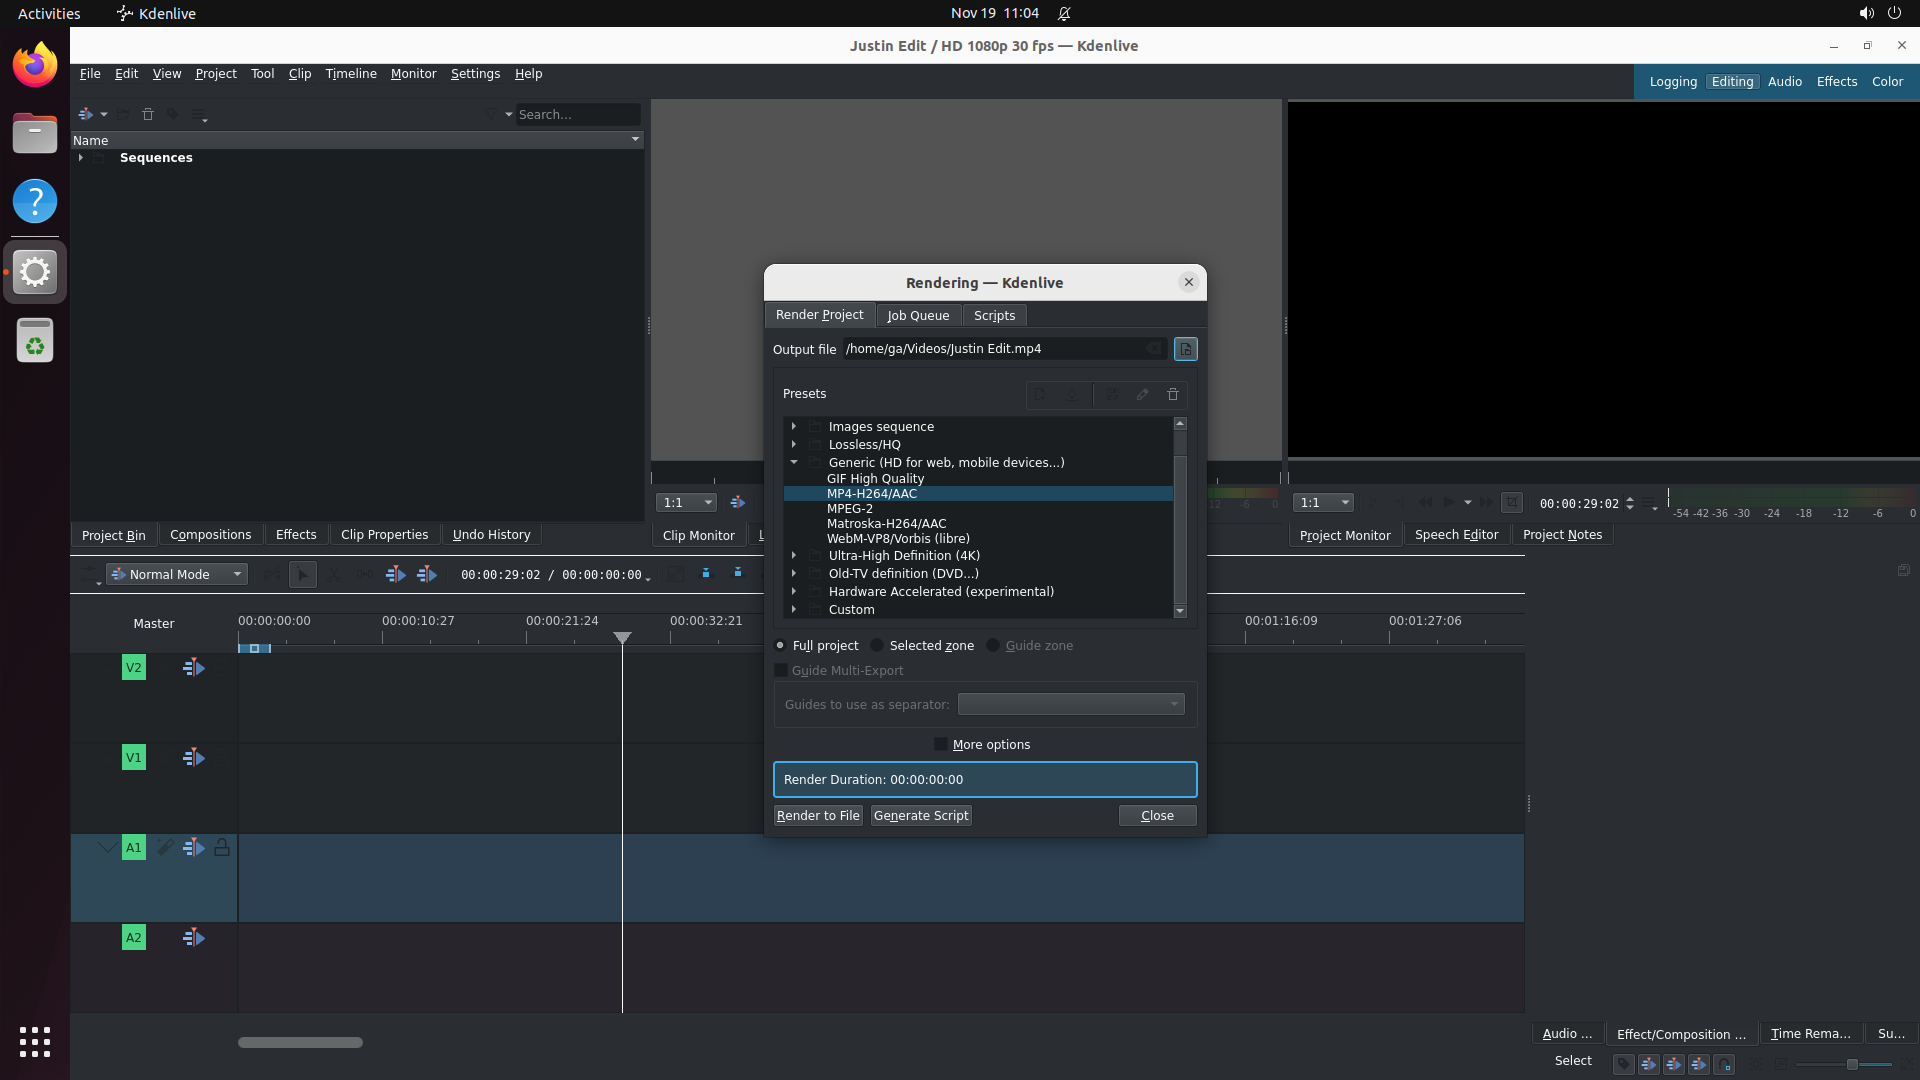 Activities
Kdenlive
Nov 19 11:04
Justin Edit / HD 1080p 30 fps — Kdenlive
File Edit View Project Tool Clip Timeline Monitor Settings Help
Logging Editing Audio Effects Color
Search...
Name
Sequences
Rendering — Kdenlive
Render Project Job Queue Scripts
Output file /home/ga/Videos/Justin Edit.mp4
Presets
Images sequence
Lossless/HQ
Generic (HD for web, mobile devices...)
GIF High Quality
MP4-H264/AAC
MPEG-2
Matroska-H264/AAC
WebM-VP8/Vorbis (libre)
Ultra-High Definition (4K)
Old-TV definition (DVD...)
Hardware Accelerated (experimental)
Custom
Full project Selected zone Guide zone
Guide Multi-Export
Guides to use as separator:
More options
Render Duration: 00:00:00:00
Render to File Generate Script Close
1:1
-12 -6 0
1:1
00:00:29:02
-54 -42 -36 -30 -24 -18 -12 -6 0
Project Bin Compositions Effects Clip Properties Undo History
Clip Monitor
Project Monitor Speech Editor Project Notes
Normal Mode
00:00:29:02 / 00:00:00:00
Master
00:00:00:00 00:00:10:27 00:00:21:24 00:00:32:21 00:01:16:09 00:01:27:06
V2
V1
A1
A2
Audio ... Effect/Composition ... Time Rema... Su...
Select